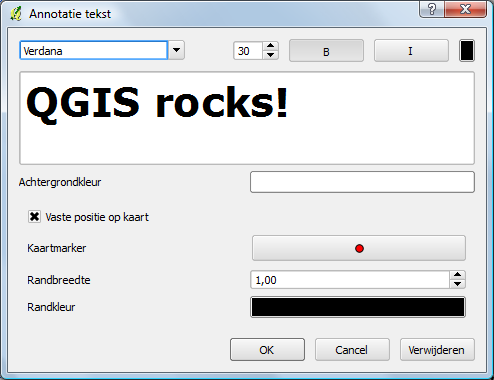 Annotatie tekst
Verdana 30 B I
QGIS rocks!
Achtergrondkleur
Vaste positie op kaart
Kaartmarker
Randbreedte 1,00
Randkleur
OK Cancel Verwijderen